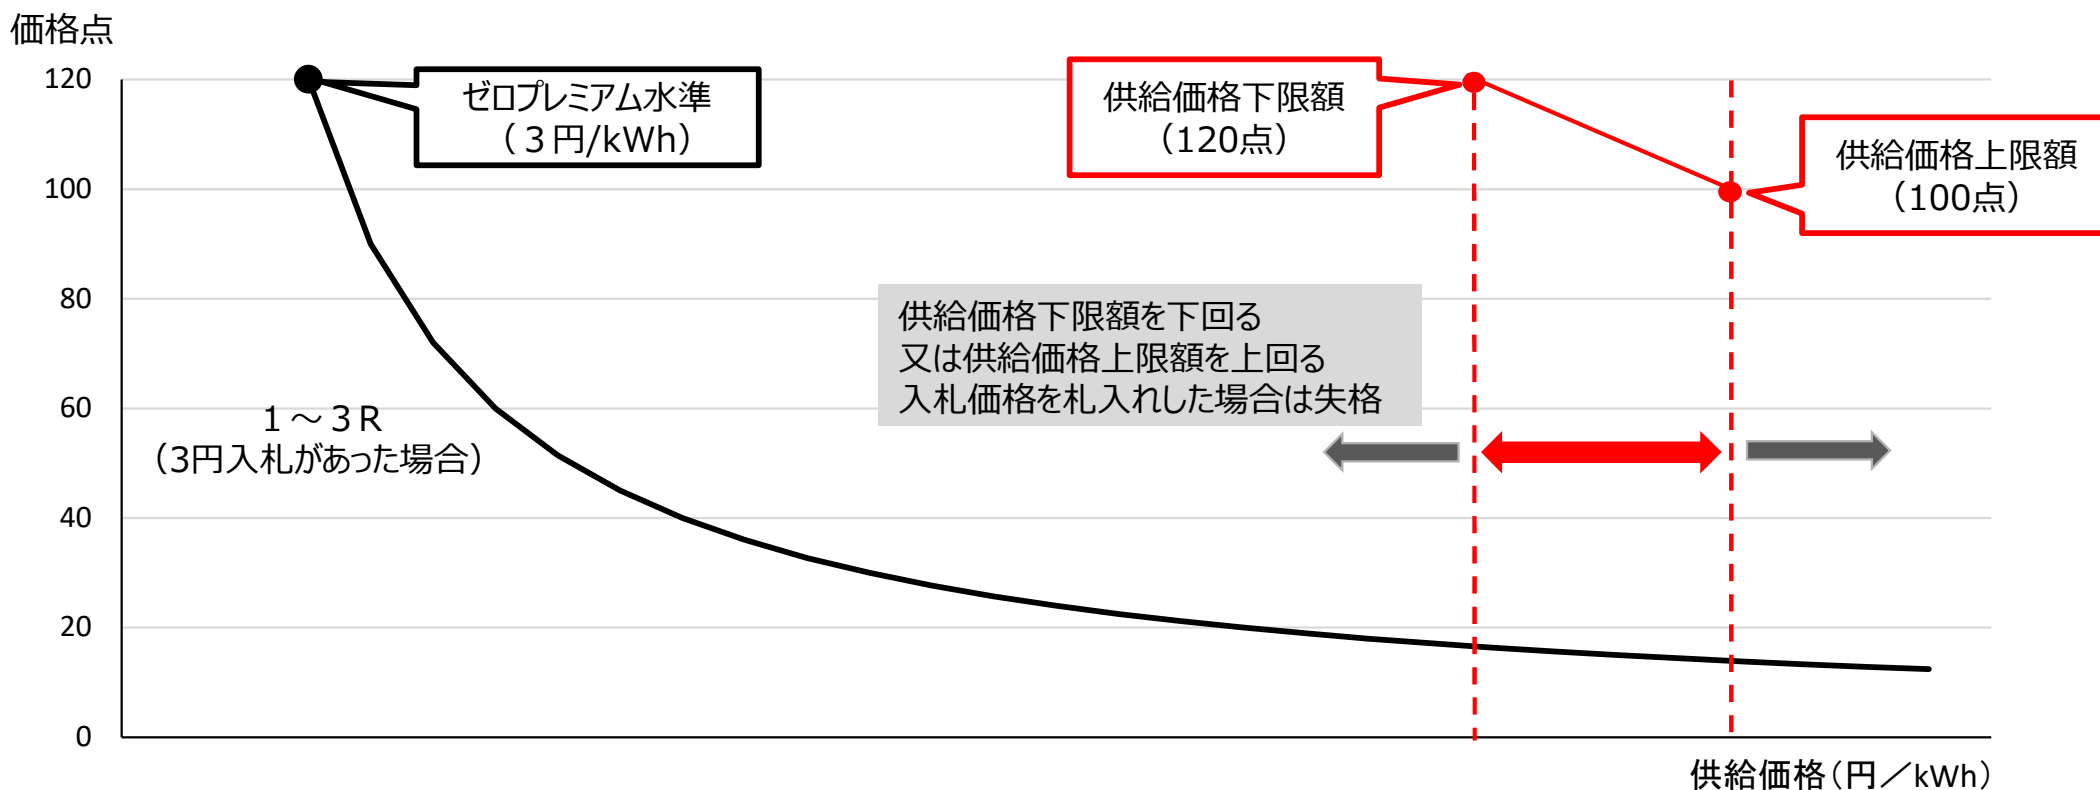 価格点
120
100
80
60
40
20
0
ゼロプレミアム水準
（３円/kWh）
供給価格下限額
（120点）
供給価格上限額
（100点）
供給価格下限額を下回る
又は供給価格上限額を上回る
入札価格を札入れした場合は失格
１～３R
（3円入札があった場合）
供給価格（円／kWh）